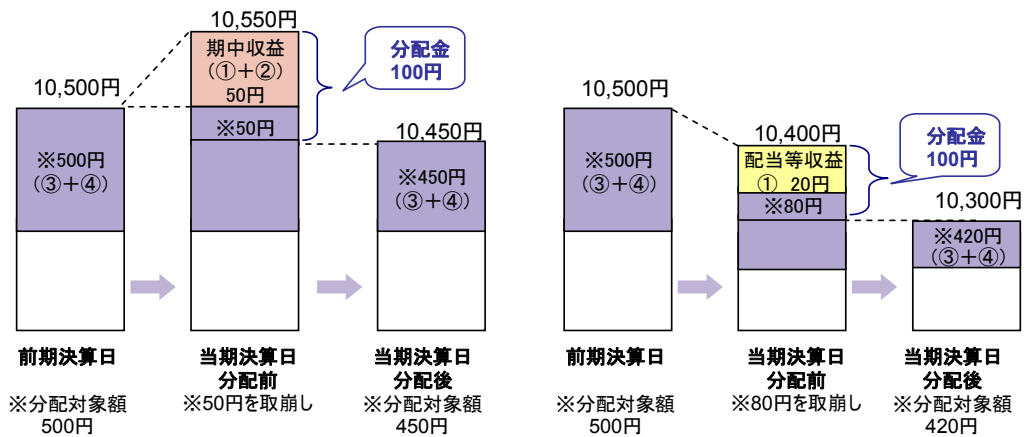 10,550円
期中収益
(①+②)
50円
分配金
100円
10,500円
※50円
10,450円
※500円
(③+④)
※450円
(③+④)
前期決算日
当期決算日
分配前
当期決算日
分配後
※分配対象額
500円
※50円を取崩し
※分配対象額
450円
10,500円
10,400円
分配金
100円
※500円
(③+④)
配当等収益
① 20円
※80円
10,300円
※420円
(③+④)
前期決算日
当期決算日
分配前
当期決算日
分配後
※分配対象額
500円
※80円を取崩し
※分配対象額
420円